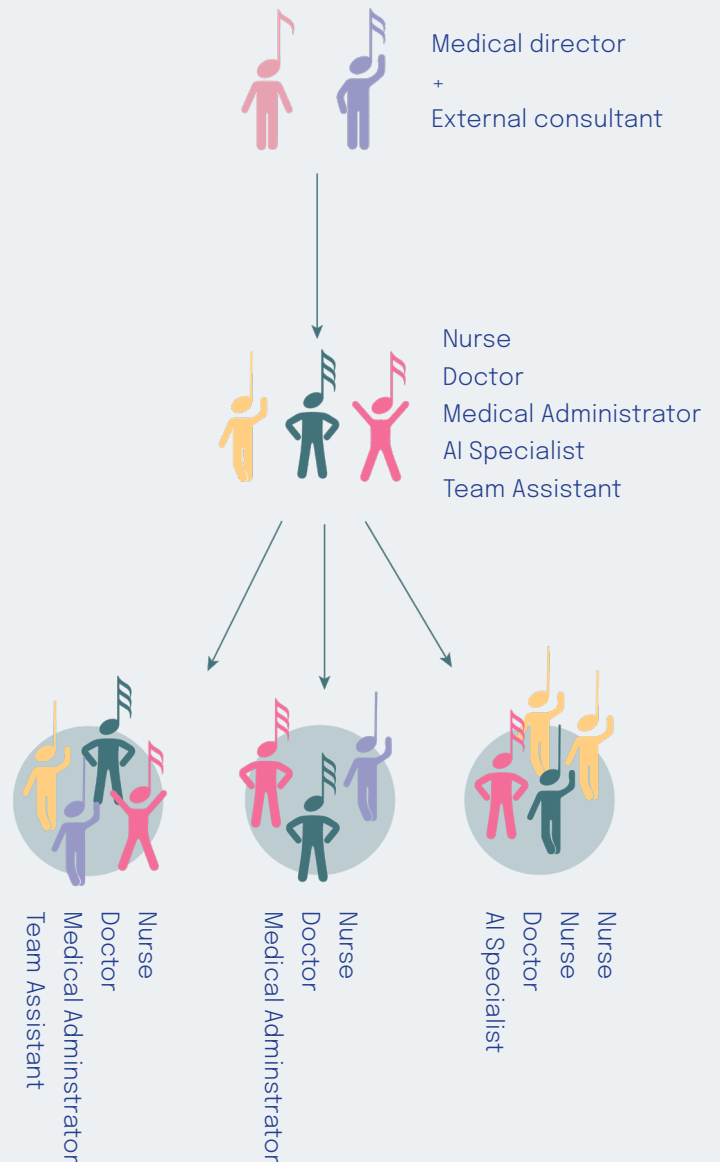 Medical director
+
External consultant
Nurse
Doctor
Medical Administrator
AI Specialist
Team Assistant
Nurse
Doctor
Medical Adminstrator
Team Assistant
Nurse
Doctor
Medical Adminstrator
Nurse
Nurse
Doctor
AI Specialist